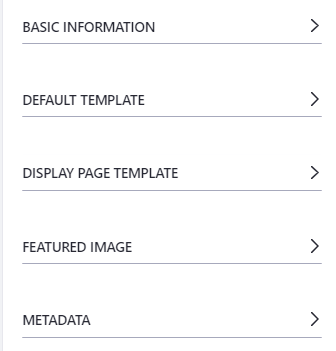 BASIC INFORMATION
DEFAULT TEMPLATE
DISPLAY PAGE TEMPLATE
FEATURED IMAGE
METADATA